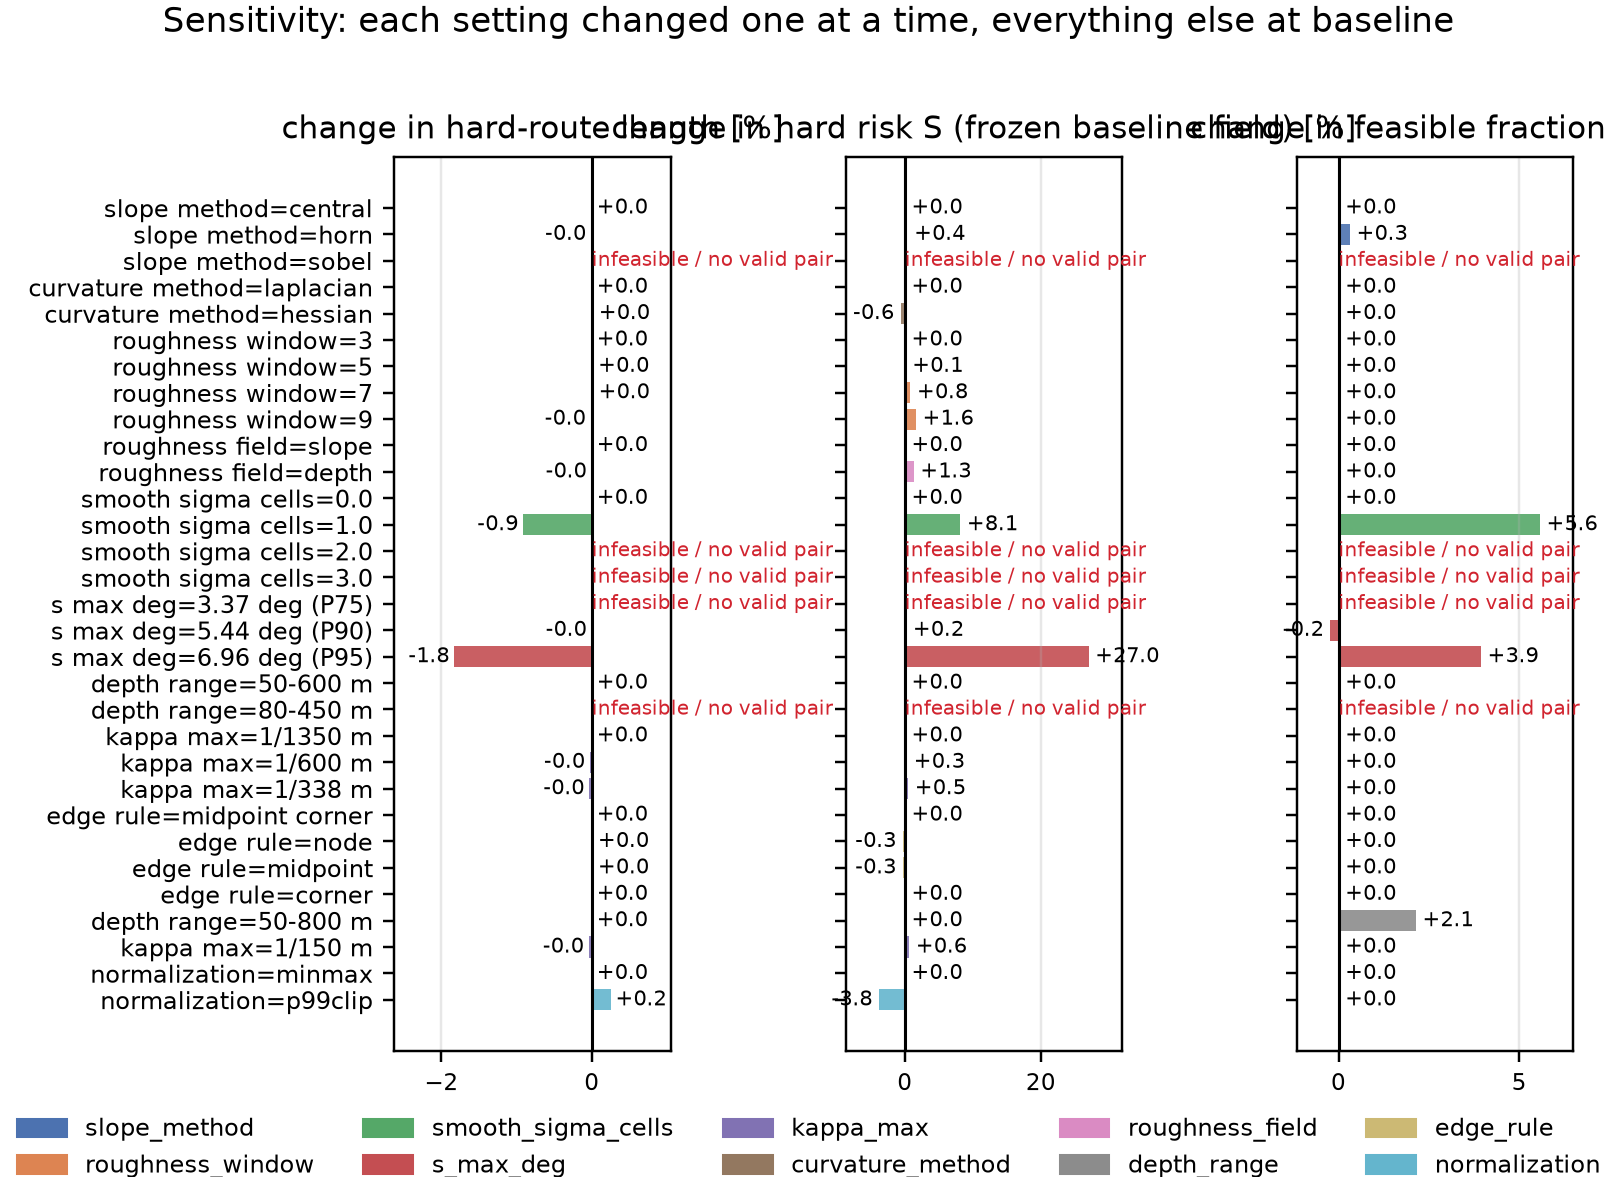 Sensitivity: each setting changed one at a time, everything else at baseline
change in hard-route length [%]
change in hard risk S (frozen baseline field) [%]
change in feasible fraction
slope method=central +0.0 +0.0 +0.0
slope method=horn -0.0 +0.4 +0.3
slope method=sobel infeasible / no valid pair infeasible / no valid pair infeasible / no valid pair
curvature method=laplacian +0.0 +0.0 +0.0
curvature method=hessian +0.0 -0.6 +0.0
roughness window=3 +0.0 +0.0 +0.0
roughness window=5 +0.0 +0.1 +0.0
roughness window=7 +0.0 +0.8 +0.0
roughness window=9 -0.0 +1.6 +0.0
roughness field=slope +0.0 +0.0 +0.0
roughness field=depth -0.0 +1.3 +0.0
smooth sigma cells=0.0 +0.0 +0.0 +0.0
smooth sigma cells=1.0 -0.9 +8.1 +5.6
smooth sigma cells=2.0 infeasible / no valid pair infeasible / no valid pair infeasible / no valid pair
smooth sigma cells=3.0 infeasible / no valid pair infeasible / no valid pair infeasible / no valid pair
s max deg=3.37 deg (P75) infeasible / no valid pair infeasible / no valid pair infeasible / no valid pair
s max deg=5.44 deg (P90) -0.0 +0.2 -0.2
s max deg=6.96 deg (P95) -1.8 +27.0 +3.9
depth range=50-600 m +0.0 +0.0 +0.0
depth range=80-450 m infeasible / no valid pair infeasible / no valid pair infeasible / no valid pair
kappa max=1/1350 m +0.0 +0.0 +0.0
kappa max=1/600 m -0.0 +0.3 +0.0
kappa max=1/338 m -0.0 +0.5 +0.0
edge rule=midpoint corner +0.0 +0.0 +0.0
edge rule=node +0.0 -0.3 +0.0
edge rule=midpoint +0.0 -0.3 +0.0
edge rule=corner +0.0 +0.0 +0.0
depth range=50-800 m +0.0 +0.0 +2.1
kappa max=1/150 m -0.0 +0.6 +0.0
normalization=minmax +0.0 +0.0 +0.0
normalization=p99clip +0.2 -3.8 +0.0
−2 0 0 20 0 5
slope_method smooth_sigma_cells kappa_max roughness_field edge_rule
roughness_window s_max_deg curvature_method depth_range normalization